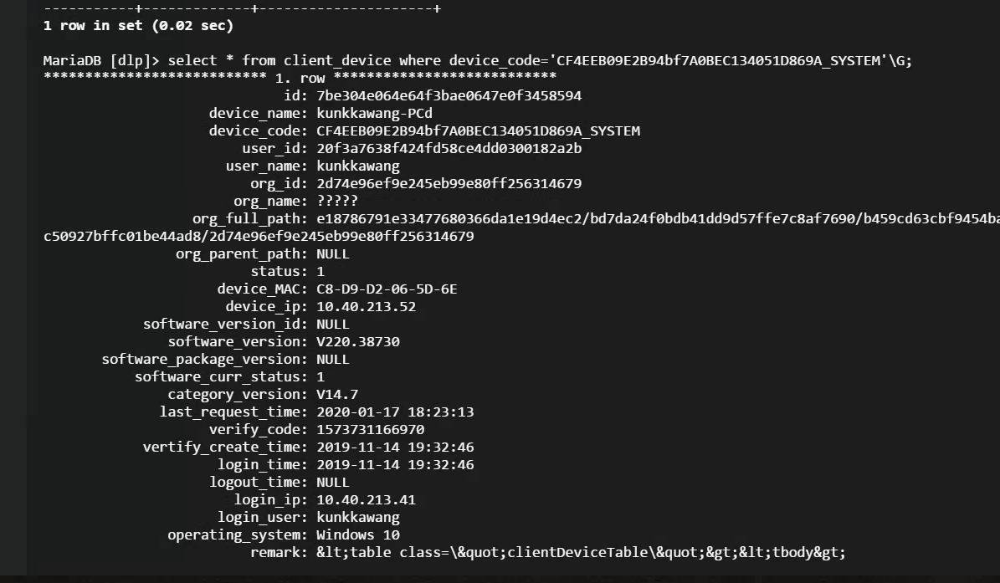 -----------+-------------+---------------------+
1 row in set (0.02 sec)
MariaDB [dlp]> select * from client_device where device_code='CF4EEB09E2B94bf7A0BEC134051D869A_SYSTEM'\G;
*************************** 1. row ***************************
id: 7be304e064e64f3bae0647e0f3458594
device_name: kunkkawang-PCd
device_code: CF4EEB09E2B94bf7A0BEC134051D869A_SYSTEM
user_id: 20f3a7638f424fd58ce4dd0300182a2b
user_name: kunkkawang
org_id: 2d74e96ef9e245eb99e80ff256314679
org_name: ?????
org_full_path: e18786791e33477680366da1e19d4ec2/bd7da24f0bdb41dd9d57ffe7c8af7690/b459cd63cbf9454ba
c50927bffc01be44ad8/2d74e96ef9e245eb99e80ff256314679
org_parent_path: NULL
status: 1
device_MAC: C8-D9-D2-06-5D-6E
device_ip: 10.40.213.52
software_version_id: NULL
software_version: V220.38730
software_package_version: NULL
software_curr_status: 1
category_version: V14.7
last_request_time: 2020-01-17 18:23:13
verify_code: 1573731166970
vertify_create_time: 2019-11-14 19:32:46
login_time: 2019-11-14 19:32:46
logout_time: NULL
login_ip: 10.40.213.41
login_user: kunkkawang
operating_system: Windows 10
remark: &lt;table class=\&quot;clientDeviceTable\&quot;&gt;&lt;tbody&gt;